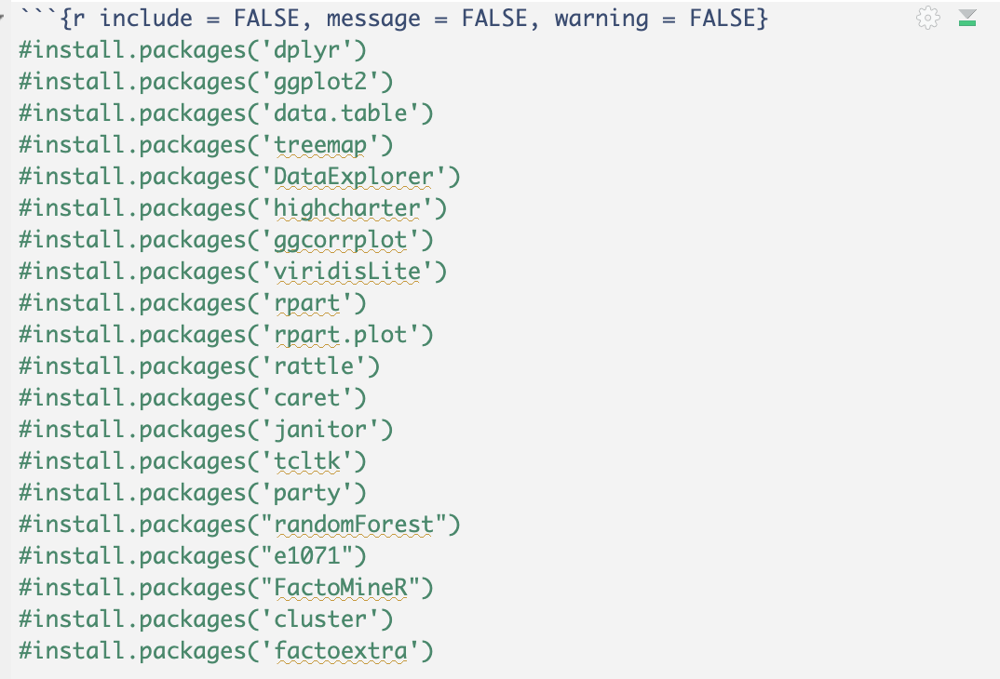 ```{r include = FALSE, message = FALSE, warning = FALSE}
#install.packages('dplyr')
#install.packages('ggplot2')
#install.packages('data.table')
#install.packages('treemap')
#install.packages('DataExplorer')
#install.packages('highcharter')
#install.packages('ggcorrplot')
#install.packages('viridisLite')
#install.packages('rpart')
#install.packages('rpart.plot')
#install.packages('rattle')
#install.packages('caret')
#install.packages('janitor')
#install.packages('tcltk')
#install.packages('party')
#install.packages("randomForest")
#install.packages("e1071")
#install.packages("FactoMineR")
#install.packages('cluster')
#install.packages('factoextra')